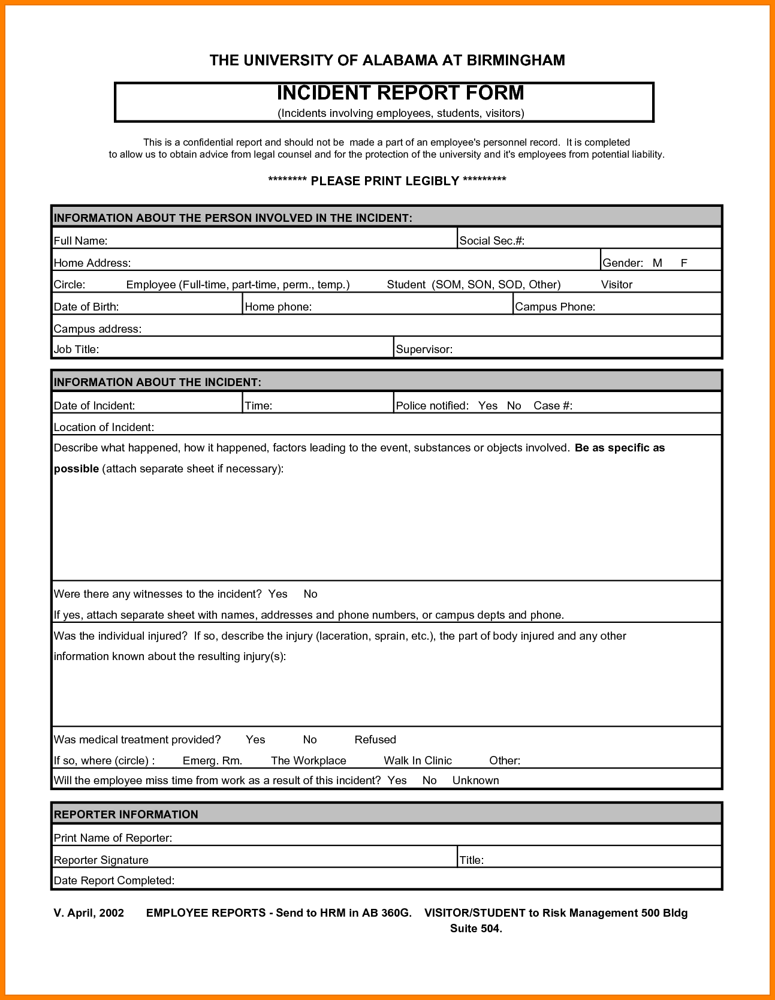 THE UNIVERSITY OF ALABAMA AT BIRMINGHAM
INCIDENT REPORT FORM
(Incidents involving employees, students, visitors)
This is a confidential report and should not be  made a part of an employee's personnel record.  It is completed
to allow us to obtain advice from legal counsel and for the protection of the university and it's employees from potential liability.
******** PLEASE PRINT LEGIBLY *********
INFORMATION ABOUT THE PERSON INVOLVED IN THE INCIDENT:
Full Name: Social Sec.#:
Home Address: Gender: M F
Circle: Employee (Full-time, part-time, perm., temp.) Student (SOM, SON, SOD, Other) Visitor
Date of Birth: Home phone: Campus Phone:
Campus address:
Job Title: Supervisor:
INFORMATION ABOUT THE INCIDENT:
Date of Incident: Time: Police notified: Yes No Case #:
Location of Incident:
Describe what happened, how it happened, factors leading to the event, substances or objects involved. Be as specific as
possible (attach separate sheet if necessary):
Were there any witnesses to the incident? Yes No
If yes, attach separate sheet with names, addresses and phone numbers, or campus depts and phone.
Was the individual injured? If so, describe the injury (laceration, sprain, etc.), the part of body injured and any other
information known about the resulting injury(s):
Was medical treatment provided? Yes No Refused
If so, where (circle) : Emerg. Rm. The Workplace Walk In Clinic Other:
Will the employee miss time from work as a result of this incident? Yes No Unknown
REPORTER INFORMATION
Print Name of Reporter:
Reporter Signature Title:
Date Report Completed:
V. April, 2002 EMPLOYEE REPORTS - Send to HRM in AB 360G. VISITOR/STUDENT to Risk Management 500 Bldg
Suite 504.